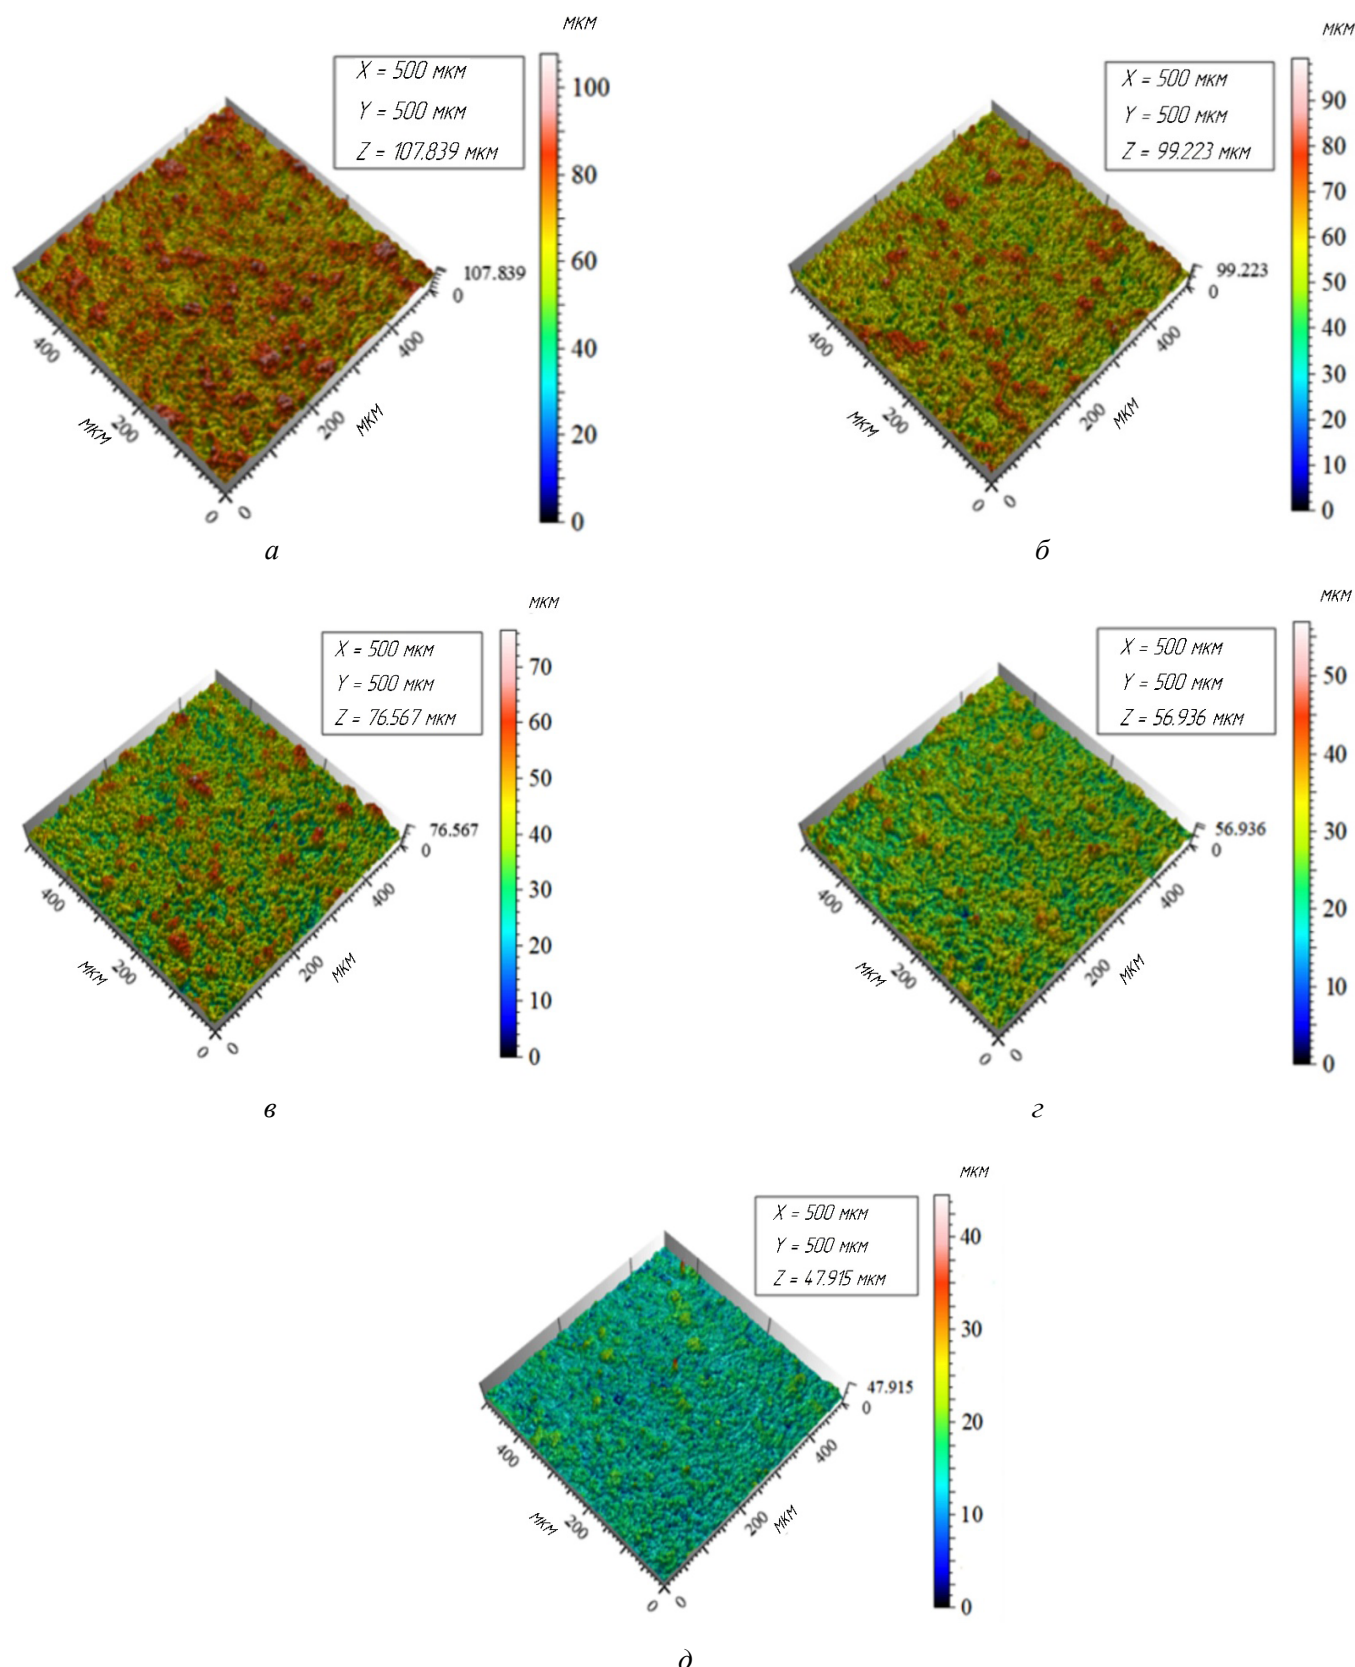 мкм
X = 500 мкм
Y = 500 мкм
Z = 107.839 мкм
100
80
60
40
20
0
107.839
0
400
200
0
мкм
0
200
400
мкм
а
мкм
X = 500 мкм
Y = 500 мкм
Z = 99.223 мкм
90
80
70
60
50
40
30
20
10
0
99.223
0
400
200
0
мкм
0
200
400
мкм
б
мкм
X = 500 мкм
Y = 500 мкм
Z = 76.567 мкм
70
60
50
40
30
20
10
0
76.567
0
400
200
0
мкм
0
200
400
мкм
в
мкм
X = 500 мкм
Y = 500 мкм
Z = 56.936 мкм
50
40
30
20
10
0
56.936
0
400
200
0
мкм
0
200
400
мкм
г
мкм
X = 500 мкм
Y = 500 мкм
Z = 47.915 мкм
40
30
20
10
0
47.915
0
400
200
0
мкм
0
200
400
мкм
д